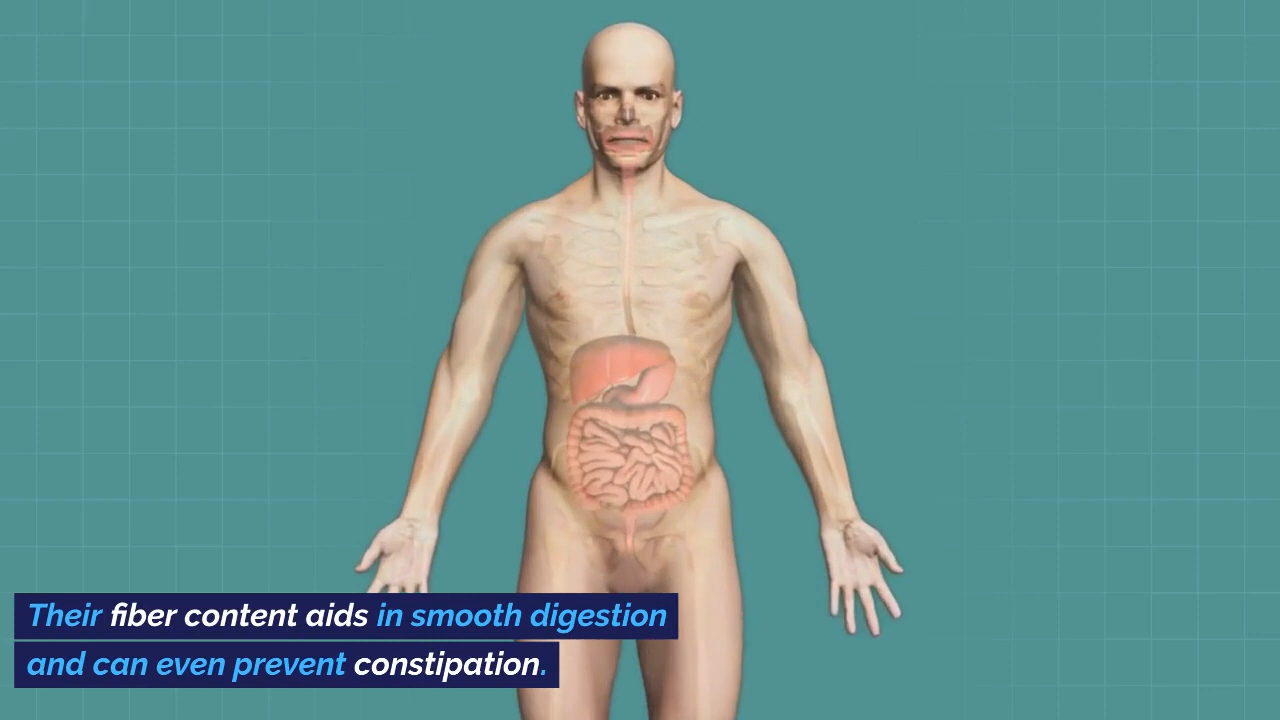 Their fiber content aids in smooth digestion
and can even prevent constipation.